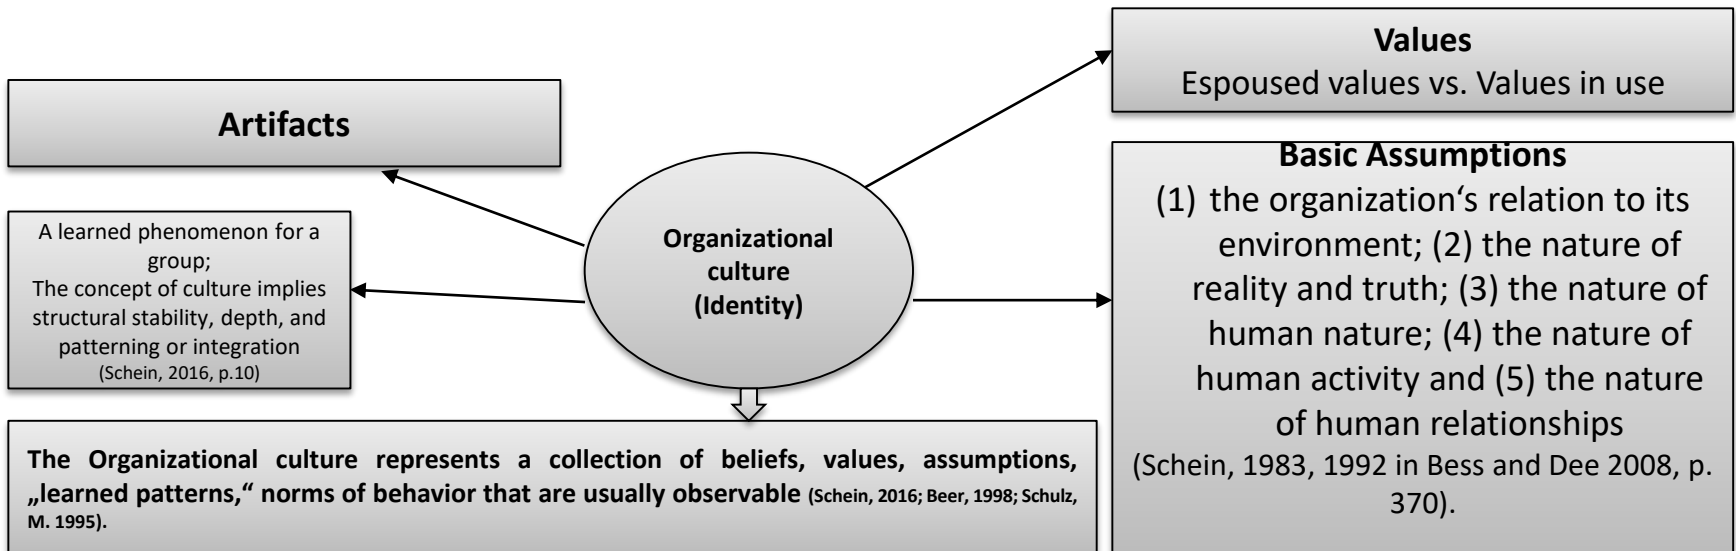 Values
Espoused values vs. Values in use
Artifacts
Basic Assumptions
(1) the organization‘s relation to its
environment; (2) the nature of
reality and truth; (3) the nature of
human nature; (4) the nature of
human activity and (5) the nature
of human relationships
(Schein, 1983, 1992 in Bess and Dee 2008, p.
370).
Organizational
culture
(Identity)
A learned phenomenon for a
group;
The concept of culture implies
structural stability, depth, and
patterning or integration
(Schein, 2016, p.10)
The Organizational culture represents a collection of beliefs, values, assumptions,
„learned patterns,“ norms of behavior that are usually observable (Schein, 2016; Beer, 1998; Schulz,
M. 1995).